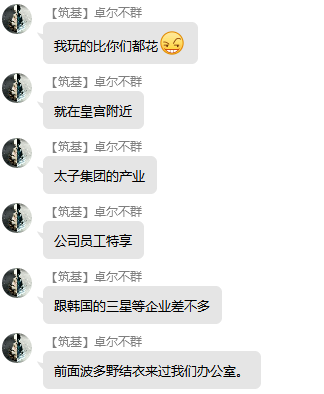 【筑基】卓尔不群
我玩的比你们都花
【筑基】卓尔不群
就在皇宫附近
【筑基】卓尔不群
太子集团的产业
【筑基】卓尔不群
公司员工特享
【筑基】卓尔不群
跟韩国的三星等企业差不多
【筑基】卓尔不群
前面波多野结衣来过我们办公室。